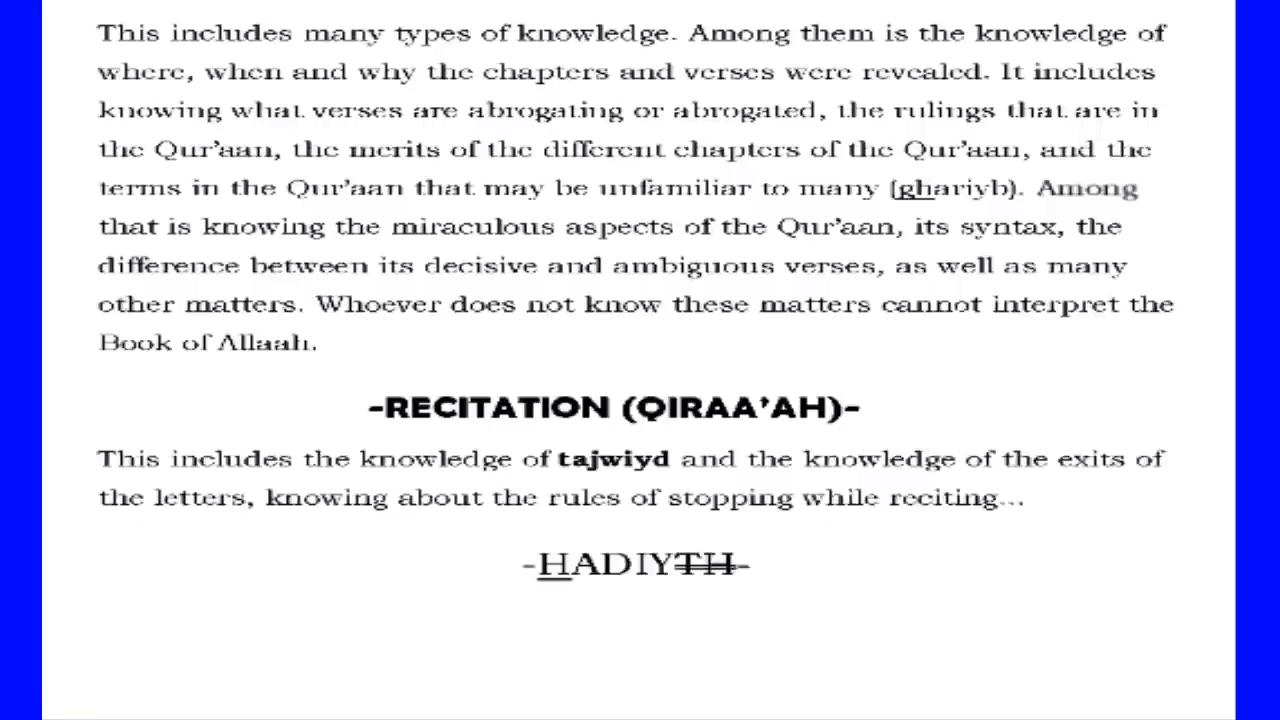 This includes many types of knowledge. Among them is the knowledge of
where, when and why the chapters and verses were revealed. It includes
knowing what verses are abrogating or abrogated, the rulings that are in
the Qur'aan, the merits of the different chapters of the Qur'aan, and the
terms in the Qur'aan that may be unfamiliar to many (ghariyb). Among
that is knowing the miraculous aspects of the Qur'aan, its syntax, the
difference between its decisive and ambiguous verses, as well as many
other matters. Whoever does not know these matters cannot interpret the
Book of Allaah.
-RECITATION (QIRAA'AH)-
This includes the knowledge of tajwiyd and the knowledge of the exits of
the letters, knowing about the rules of stopping while reciting...
-HADIYTH-